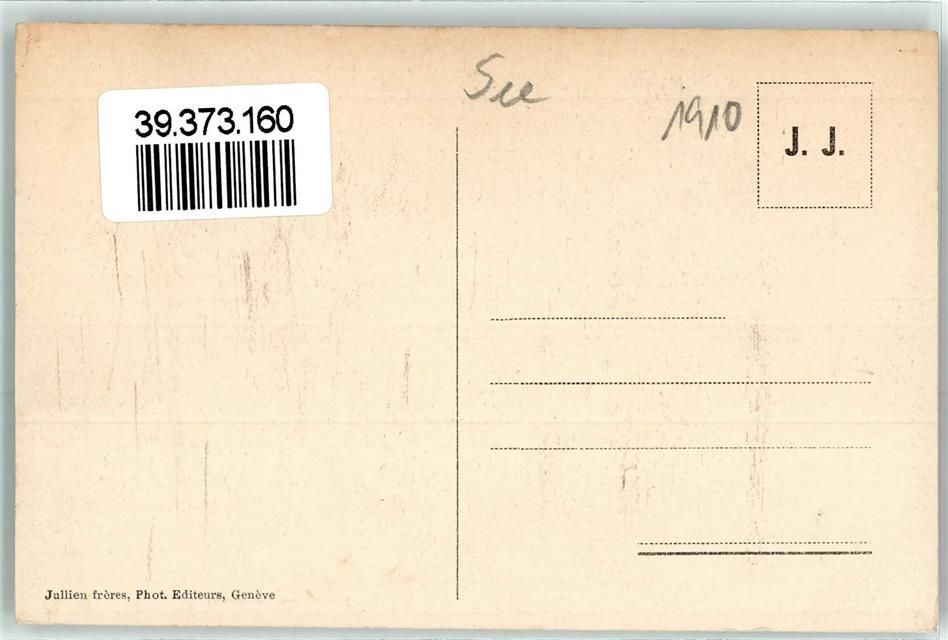 39.373.160
See
1910
J. J.
Jullien frères, Phot. Editeurs, Genève